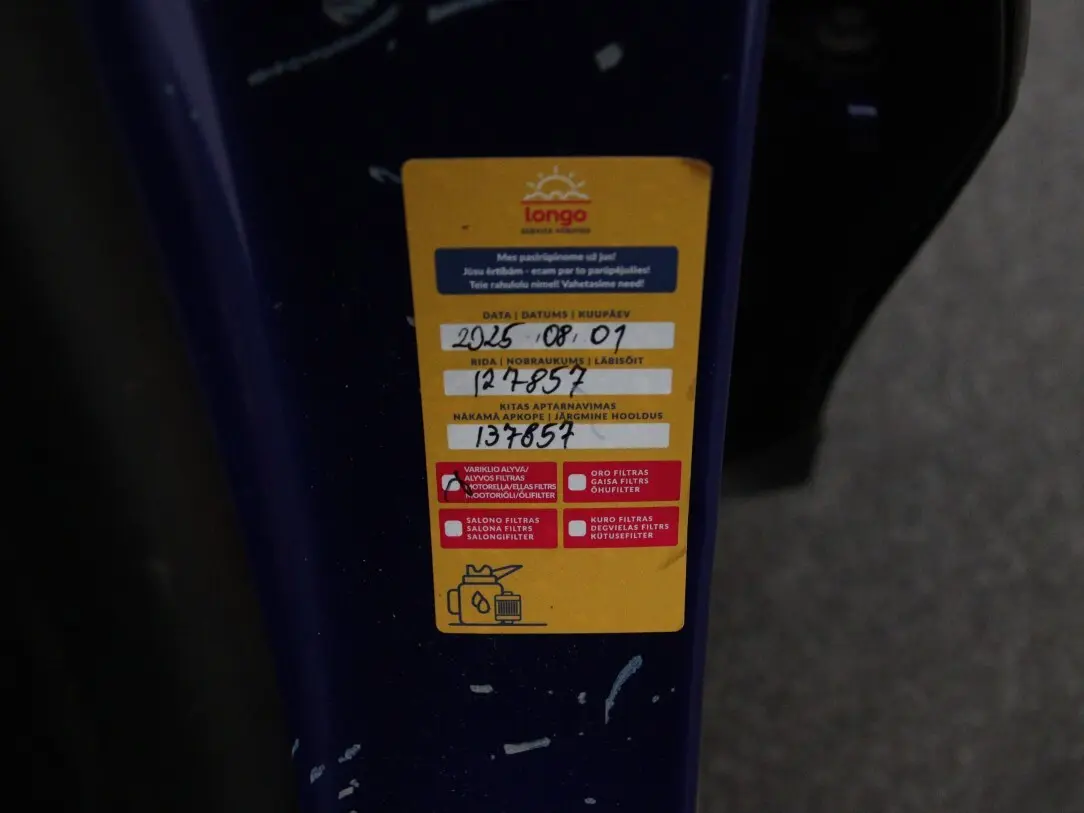 longo
Mes pasirūpinome už jus!
Jūsu ērtībām - esam par to parūpējušies!
Teie rahulolu nimel! Vahetasime need!
DATA | DATUMS | KUUPÄEV
2025.08.01
RIDA | NOBRAUKUMS | LÄBISÕIT
127857
KITAS APTARNAVIMAS
NĀKAMĀ APKOPE | JÄRGMINE HOOLDUS
137857
VARIKLIO ALYVA/
ALYVOS FILTRAS
MOTOREĻĻA/EĻĻAS FILTRS
MOOTORIÕLI/ÕLIFILTER
ORO FILTRAS
GAISA FILTRS
ÕHUFILTER
SALONO FILTRAS
SALONA FILTRS
SALONGIFILTER
KURO FILTRAS
DEGVIELAS FILTRS
KÜTUSEFILTER